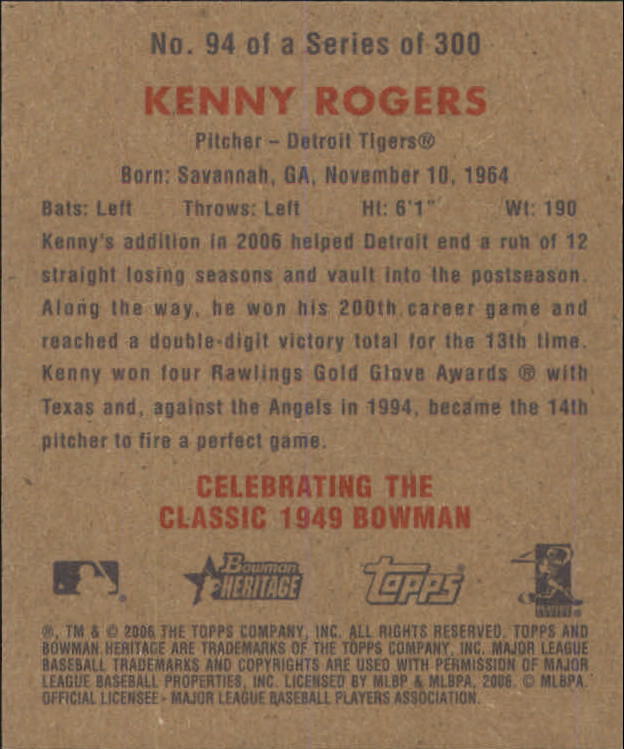 No. 94 of a Series of 300
KENNY ROGERS
Pitcher – Detroit Tigers®
Born: Savannah, GA, November 10, 1964
Bats: Left Throws: Left Ht: 6'1" Wt: 190
Kenny's addition in 2006 helped Detroit end a run of 12
straight losing seasons and vault into the postseason.
Along the way, he won his 200th career game and
reached a double-digit victory total for the 13th time.
Kenny won four Rawlings Gold Glove Awards ® with
Texas and, against the Angels in 1994, became the 14th
pitcher to fire a perfect game.
CELEBRATING THE
CLASSIC 1949 BOWMAN
Bowman
HERITAGE
topps
®, TM & © 2006 THE TOPPS COMPANY, INC. ALL RIGHTS RESERVED. TOPPS AND
BOWMAN HERITAGE ARE TRADEMARKS OF THE TOPPS COMPANY, INC. MAJOR LEAGUE
BASEBALL TRADEMARKS AND COPYRIGHTS ARE USED WITH PERMISSION OF MAJOR
LEAGUE BASEBALL PROPERTIES, INC. LICENSED BY MLBP & MLBPA, 2006. © MLBPA.
OFFICIAL LICENSEE - MAJOR LEAGUE BASEBALL PLAYERS ASSOCIATION.